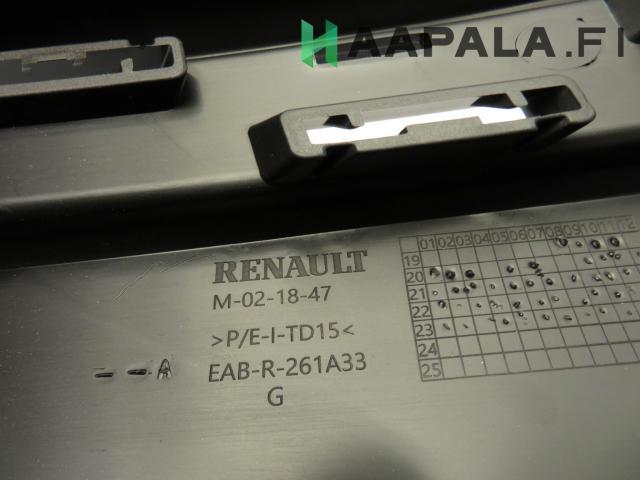 HAAPALA.FI
01 02 03 04 05 06 07 08 09 10 11 12
19
20
21
22
23
24
25
RENAULT
M-02-18-47
>P/E-I-TD15<
EAB-R-261A33
G
A